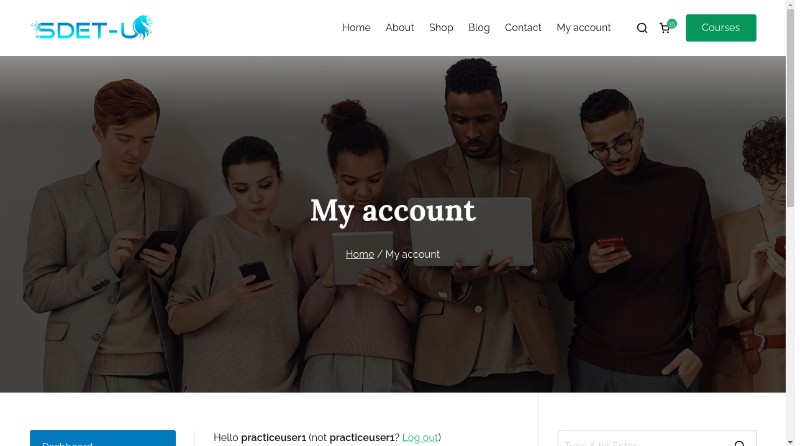 SDET-U
Home About Shop Blog Contact My account
Courses
My account
Home / My account
Dashboard
Hello practiceuser1 (not practiceuser1? Log out)
Type & hit Enter